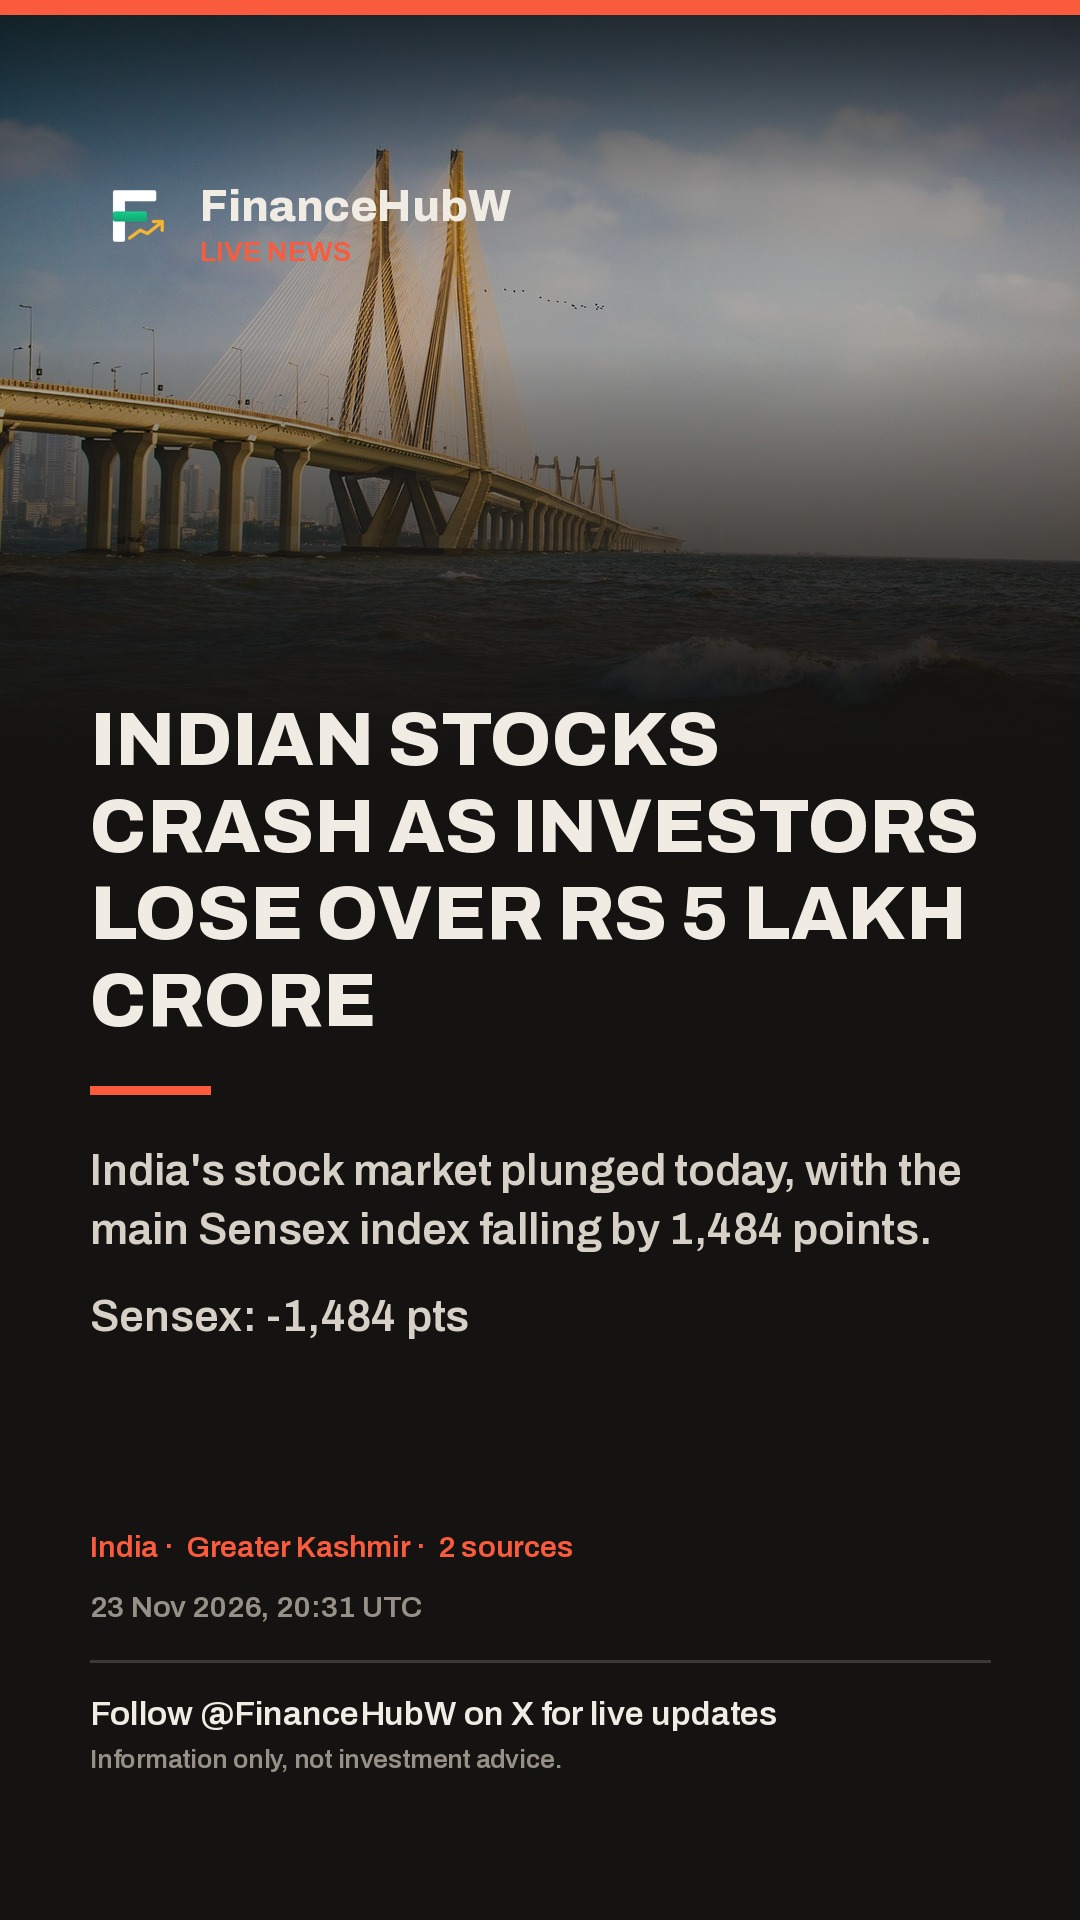 FinanceHubW
LIVE NEWS
INDIAN STOCKS
CRASH AS INVESTORS
LOSE OVER RS 5 LAKH
CRORE
India's stock market plunged today, with the
main Sensex index falling by 1,484 points.
Sensex: -1,484 pts
India · Greater Kashmir · 2 sources
23 Nov 2026, 20:31 UTC
Follow @FinanceHubW on X for live updates
Information only, not investment advice.